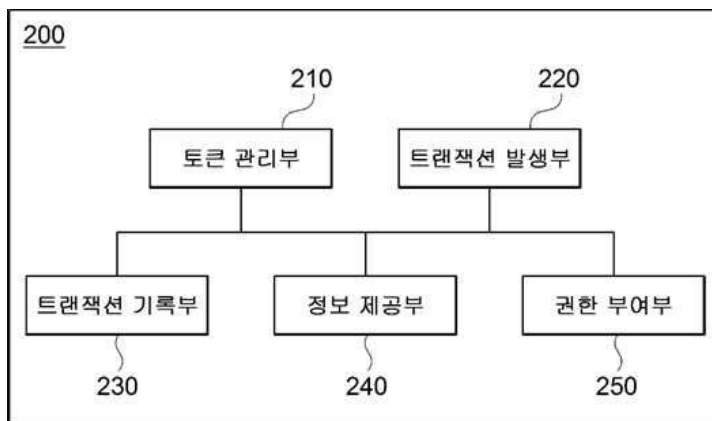 200
210
220
토큰 관리부
트랜잭션 발생부
트랜잭션 기록부
정보 제공부
권한 부여부
230
240
250